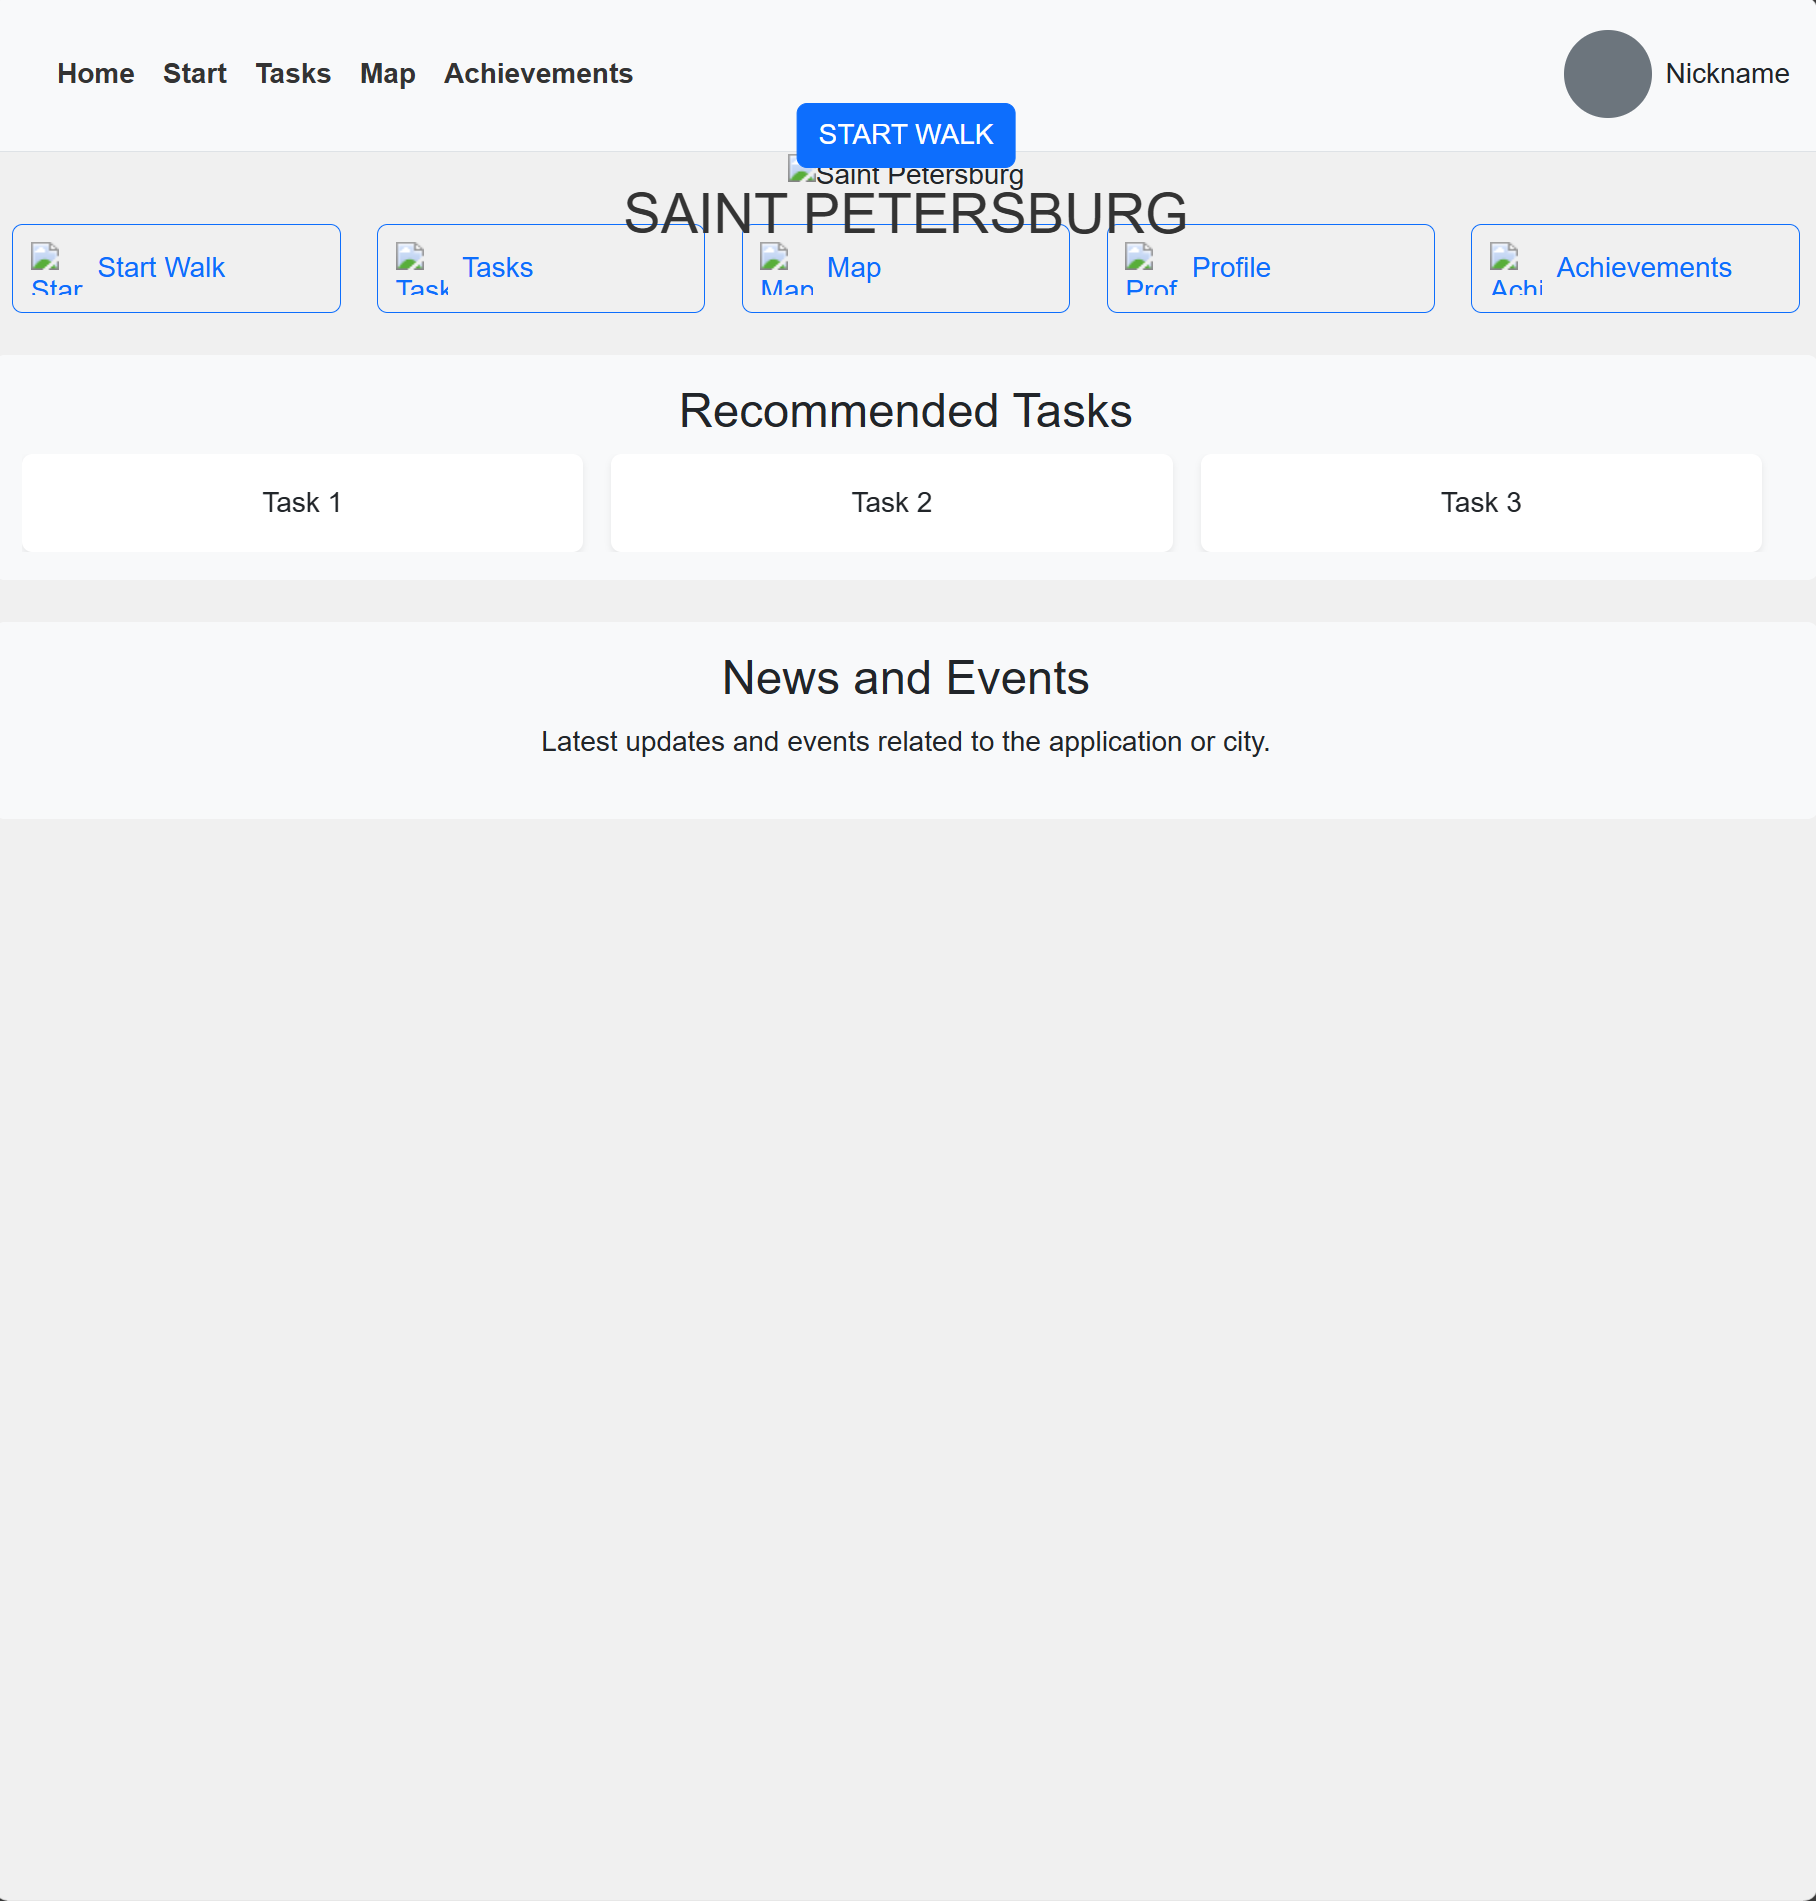 Home Start Tasks Map Achievements Nickname
START WALK
Saint Petersburg
SAINT PETERSBURG
Star Start Walk
Task Tasks
Map Map
Prof Profile
Achi Achievements
Recommended Tasks
Task 1 Task 2 Task 3
News and Events
Latest updates and events related to the application or city.